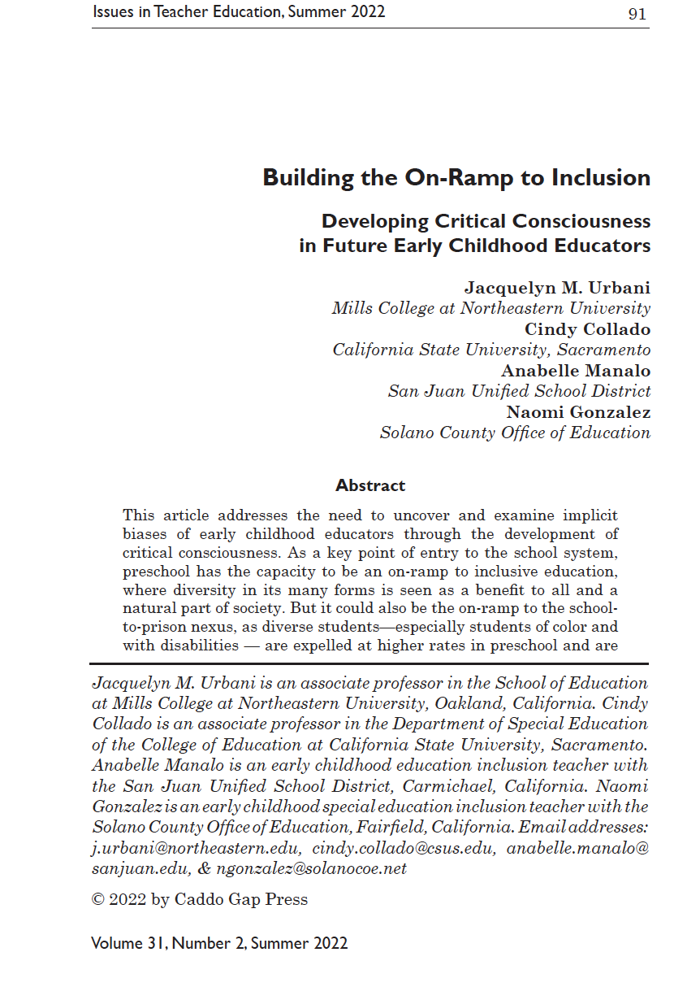 Issues in Teacher Education, Summer 2022 91
Building the On-Ramp to Inclusion
Developing Critical Consciousness
in Future Early Childhood Educators
Jacquelyn M. Urbani
Mills College at Northeastern University
Cindy Collado
California State University, Sacramento
Anabelle Manalo
San Juan Unified School District
Naomi Gonzalez
Solano County Office of Education
Abstract
This article addresses the need to uncover and examine implicit
biases of early childhood educators through the development of
critical consciousness. As a key point of entry to the school system,
preschool has the capacity to be an on-ramp to inclusive education,
where diversity in its many forms is seen as a benefit to all and a
natural part of society. But it could also be the on-ramp to the school-
to-prison nexus, as diverse students—especially students of color and
with disabilities — are expelled at higher rates in preschool and are
Jacquelyn M. Urbani is an associate professor in the School of Education
at Mills College at Northeastern University, Oakland, California. Cindy
Collado is an associate professor in the Department of Special Education
of the College of Education at California State University, Sacramento.
Anabelle Manalo is an early childhood education inclusion teacher with
the San Juan Unified School District, Carmichael, California. Naomi
Gonzalez is an early childhood special education inclusion teacher with the
Solano County Office of Education, Fairfield, California. Email addresses:
j.urbani@northeastern.edu, cindy.collado@csus.edu, anabelle.manalo@
sanjuan.edu, & ngonzalez@solanocoe.net
© 2022 by Caddo Gap Press
Volume 31, Number 2, Summer 2022